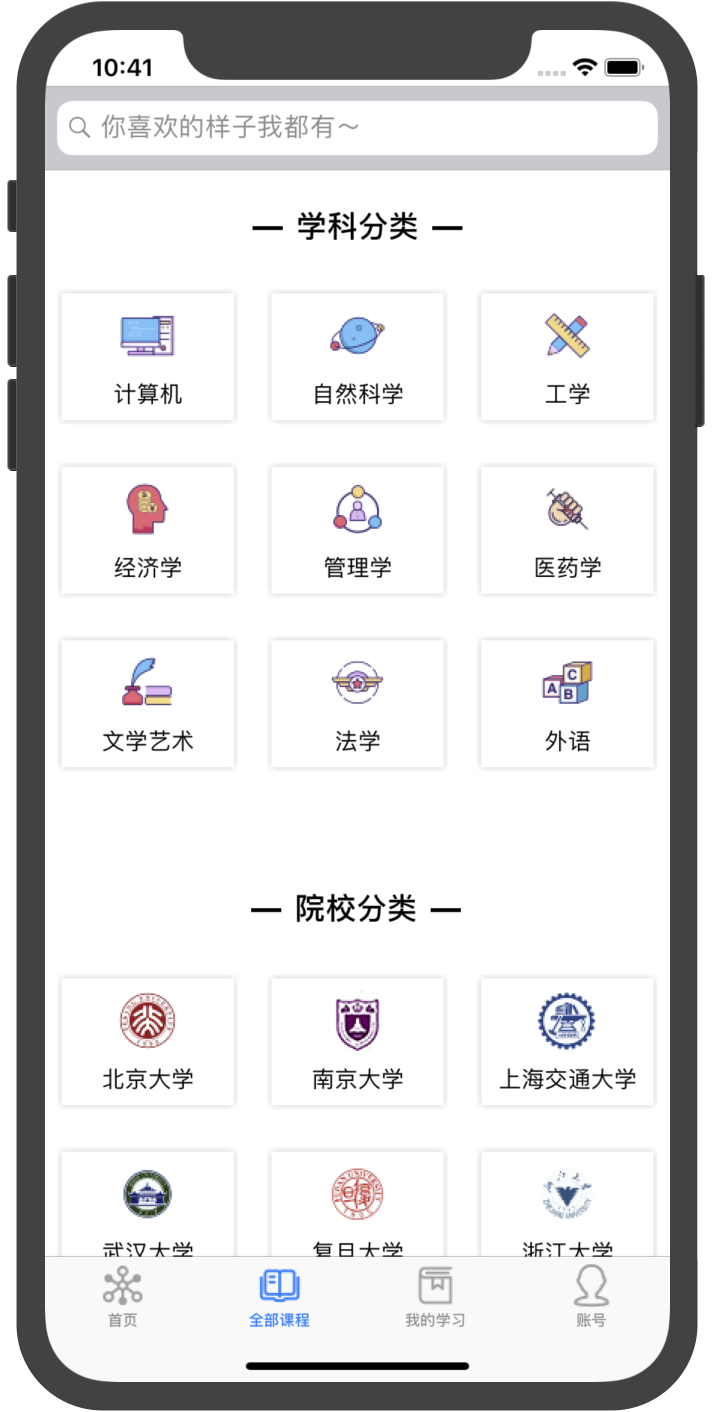 10:41
你喜欢的样子我都有～
— 学科分类 —
计算机
自然科学
工学
经济学
管理学
医药学
文学艺术
法学
A B C
外语
— 院校分类 —
北京大学
南京大学
上海交通大学
武汉大学
复旦大学
浙江大学
首页
全部课程
我的学习
账号